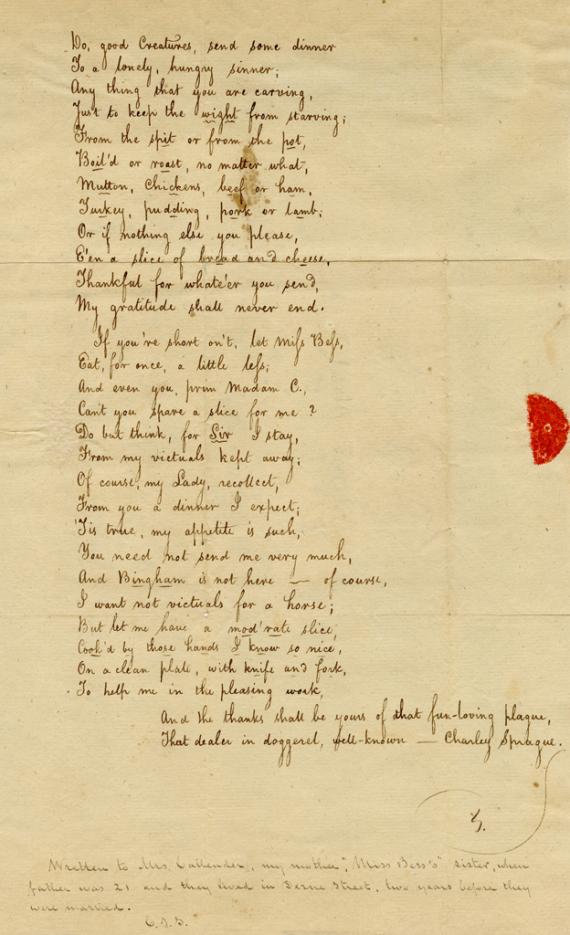 Do, good Creatures, send some dinner
To a lonely, hungry sinner;
Any thing that you are carving,
Just to keep the wight from starving;
From the spit or from the pot,
Boil'd or roast, no matter what,
Mutton, Chickens, beef or ham,
Turkey, pudding, pork or lamb;
Or if nothing else you please,
E'en a slice of bread and cheese,
Thankful for whate'er you send,
My gratitude shall never end.
If you're short on't, let Miſs Beſs,
Eat, for once, a little leſs;
And even you, prim Madam C.,
Can't you spare a slice for me?
Do but think, for Sir I stay,
From my victuals kept away;
Of course, my Lady, recollect,
From you a dinner I expect;
'Tis true, my appetite is such,
You need not send me very much,
And Bingham is not here — of course,
I want not victuals for a horse;
But let me have a mod'rate slice,
Cook'd by those hands I know so nice,
On a clean plate, with knife and fork,
To help me in the pleasing work,
And the thanks shall be yours of that fun-loving plague,
That dealer in doggerel, well-known — Charley Sprague.
S.
Written to Mrs. Callender, my mother, "Miss Bess's" sister, when
father was 21 and they lived in Derne Street, two years before they
were married.
C. J. S.